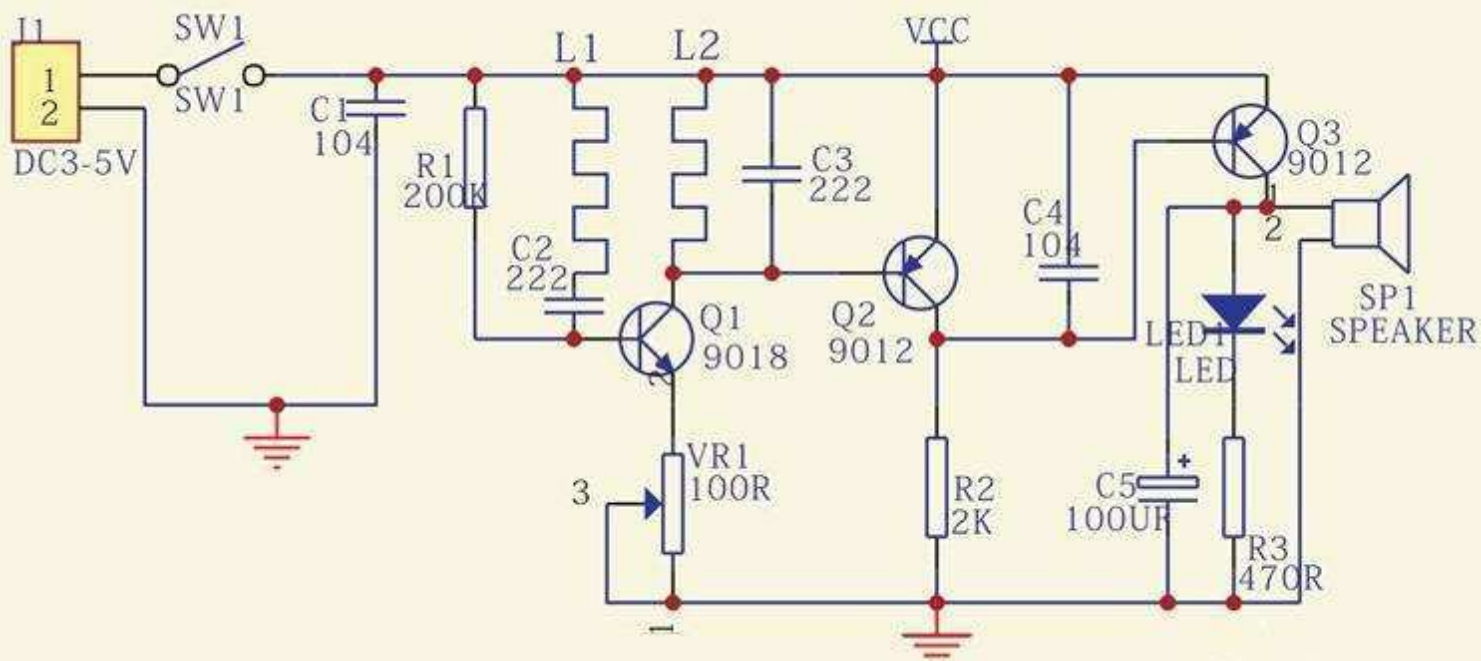 J1
1
2
DC3-5V
SW1
SW1
C1
104
R1
200K
L1
L2
C2
222
Q1
9018
2
VR1
100R
3
1
C3
222
VCC
Q2
9012
R2
2K
C4
104
Q3
9012
1
2
SP1
SPEAKER
LED1
LED
+
C5
100UF
R3
470R